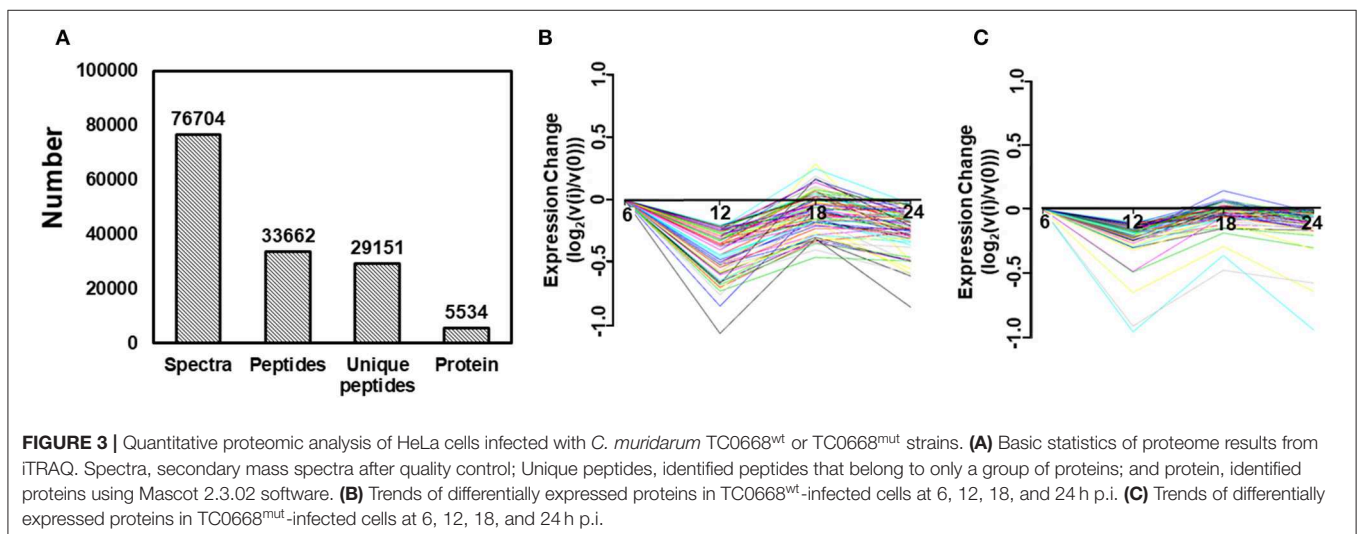 A
B
C
Number
100000
80000
60000
40000
20000
0
76704
33662
29151
5534
Spectra
Peptides
Unique
peptides
Protein
Expression Change
(log2(v(i)/v(0)))
1.0
0.5
0
-0.5
-1.0
6
12
18
24
Expression Change
(log2(v(i)/v(0)))
1.0
0.5
0
-0.5
-1.0
6
12
18
24
FIGURE 3 | Quantitative proteomic analysis of HeLa cells infected with C. muridarum TC0668wt or TC0668mut strains. (A) Basic statistics of proteome results from
iTRAQ. Spectra, secondary mass spectra after quality control; Unique peptides, identified peptides that belong to only a group of proteins; and protein, identified
proteins using Mascot 2.3.02 software. (B) Trends of differentially expressed proteins in TC0668wt-infected cells at 6, 12, 18, and 24 h p.i. (C) Trends of differentially
expressed proteins in TC0668mut-infected cells at 6, 12, 18, and 24 h p.i.